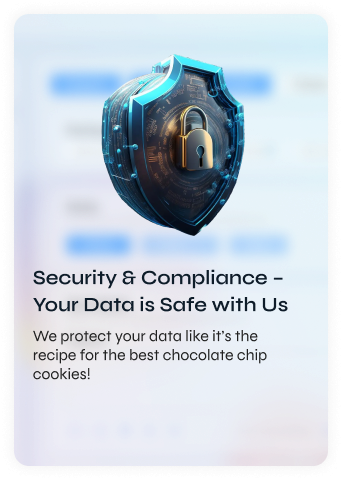 Security & Compliance –
Your Data is Safe with Us
We protect your data like it's the
recipe for the best chocolate chip
cookies!